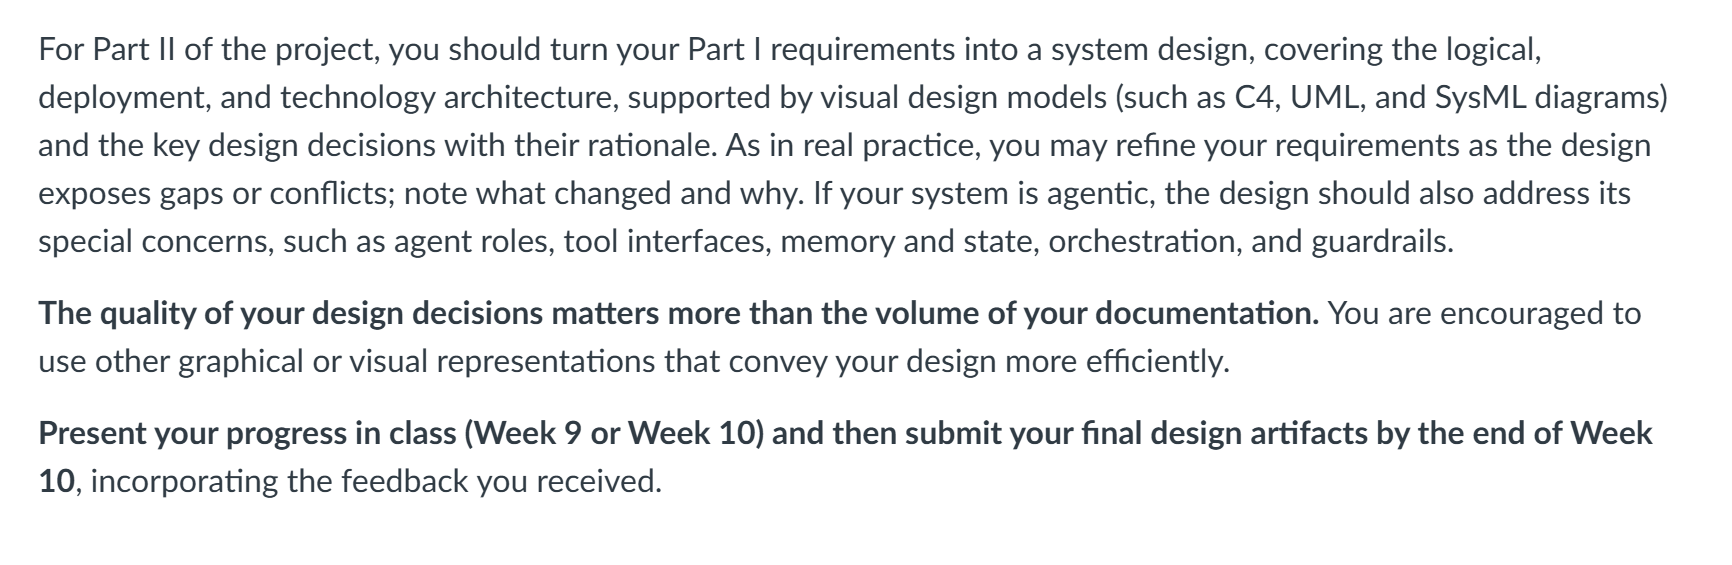 For Part II of the project, you should turn your Part I requirements into a system design, covering the logical,
deployment, and technology architecture, supported by visual design models (such as C4, UML, and SysML diagrams)
and the key design decisions with their rationale. As in real practice, you may refine your requirements as the design
exposes gaps or conflicts; note what changed and why. If your system is agentic, the design should also address its
special concerns, such as agent roles, tool interfaces, memory and state, orchestration, and guardrails.
The quality of your design decisions matters more than the volume of your documentation. You are encouraged to
use other graphical or visual representations that convey your design more efficiently.
Present your progress in class (Week 9 or Week 10) and then submit your final design artifacts by the end of Week
10, incorporating the feedback you received.